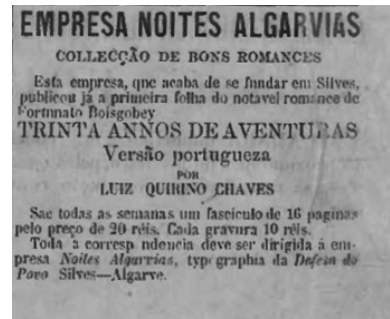 EMPRESA NOITES ALGARVIAS
COLLECÇÃO DE BONS ROMANCES
Esta empresa, que acaba de se fundar em Silves,
publicou já a primeira folha do notavel romance de
Fortunato Boisgobey
TRINTA ANNOS DE AVENTURAS
Versão portugueza
POR
LUIZ QUIRINO CHAVES
Sae todas as semanas um fasciculo de 16 paginas
pelo preço de 20 réis. Cada gravura 10 réis.
Toda a corresp ndencia deve ser dirigida á em-
presa Noites Algarvias, typographia da Defesa do
Povo Silves—Algarve.